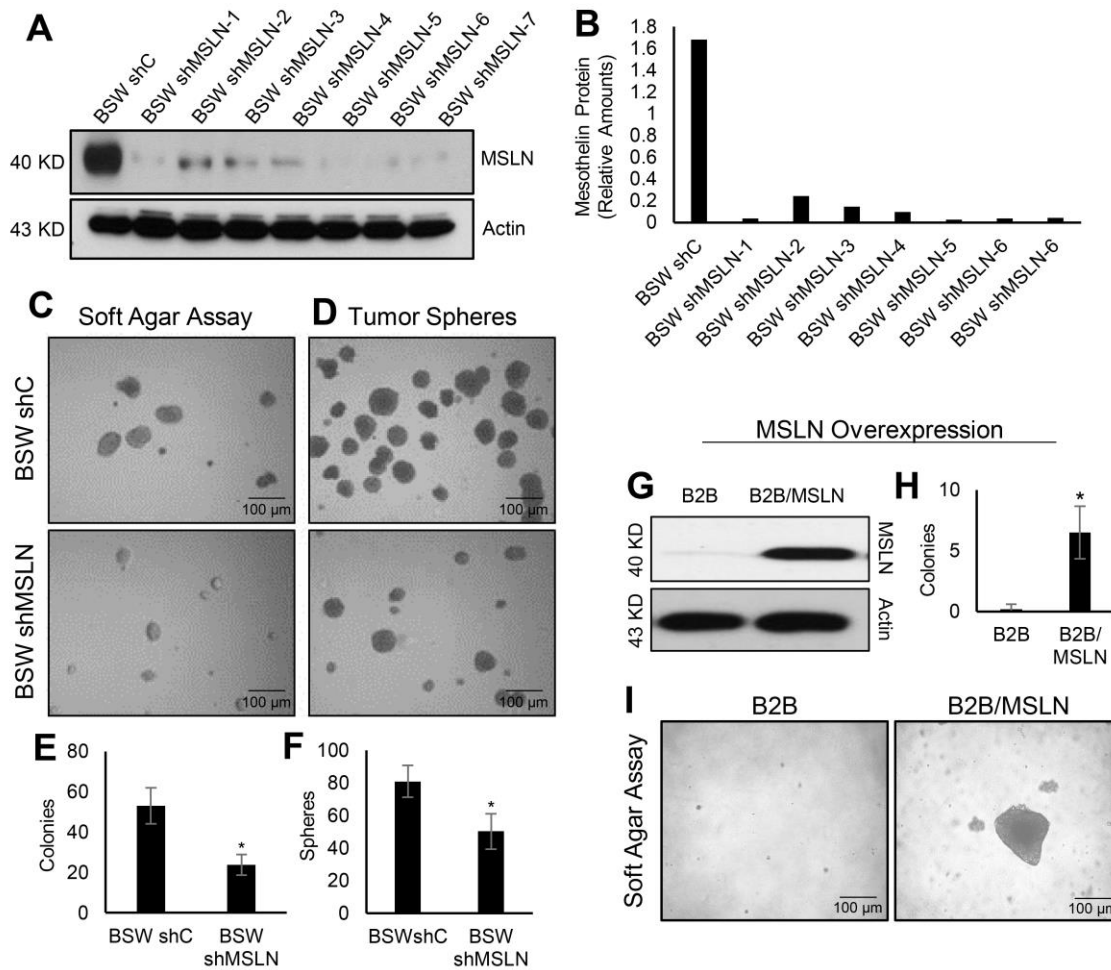 A
BSW shC
BSW shMSLN-1
BSW shMSLN-2
BSW shMSLN-3
BSW shMSLN-4
BSW shMSLN-5
BSW shMSLN-6
BSW shMSLN-7
40 KD
MSLN
43 KD
Actin
B
Mesothelin Protein
(Relative Amounts)
1.8
1.6
1.4
1.2
1
0.8
0.6
0.4
0.2
0
BSW shC
BSW shMSLN-1
BSW shMSLN-2
BSW shMSLN-3
BSW shMSLN-4
BSW shMSLN-5
BSW shMSLN-6
BSW shMSLN-6
C
Soft Agar Assay
D
Tumor Spheres
BSW shC
100 µm
100 µm
BSW shMSLN
100 µm
100 µm
E
Colonies
80
60
40
20
0
*
BSW shC
BSW
shMSLN
F
Spheres
100
80
60
40
20
0
*
BSWshC
BSW
shMSLN
MSLN Overexpression
G
B2B
B2B/MSLN
40 KD
MSLN
43 KD
Actin
H
Colonies
10
5
0
*
B2B
B2B/
MSLN
I
B2B
B2B/MSLN
Soft Agar Assay
100 µm
100 µm